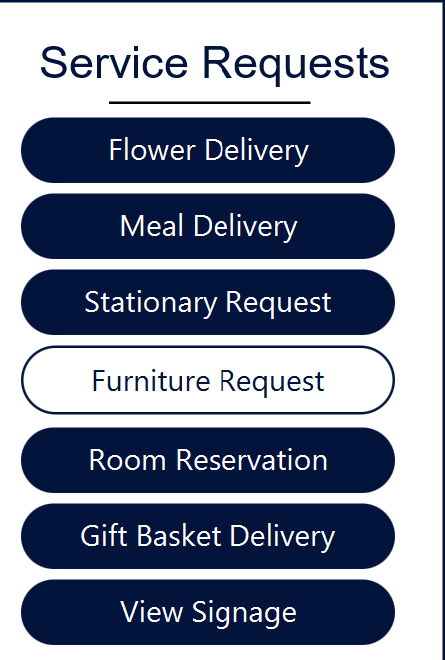 Service Requests
Flower Delivery
Meal Delivery
Stationary Request
Furniture Request
Room Reservation
Gift Basket Delivery
View Signage